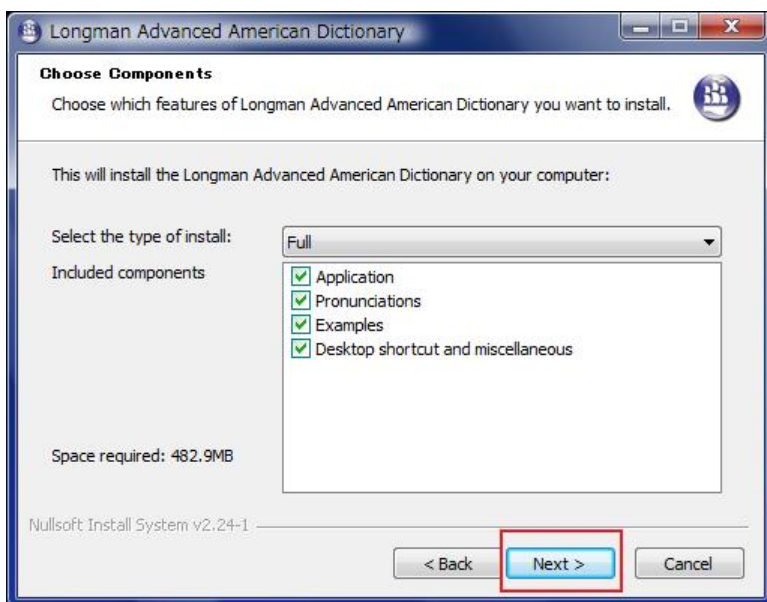 Longman Advanced American Dictionary
Choose Components
Choose which features of Longman Advanced American Dictionary you want to install.
This will install the Longman Advanced American Dictionary on your computer:
Select the type of install:
Full
Included components
Application
Pronunciations
Examples
Desktop shortcut and miscellaneous
Space required: 482.9MB
Nullsoft Install System v2.24-1
< Back
Next >
Cancel